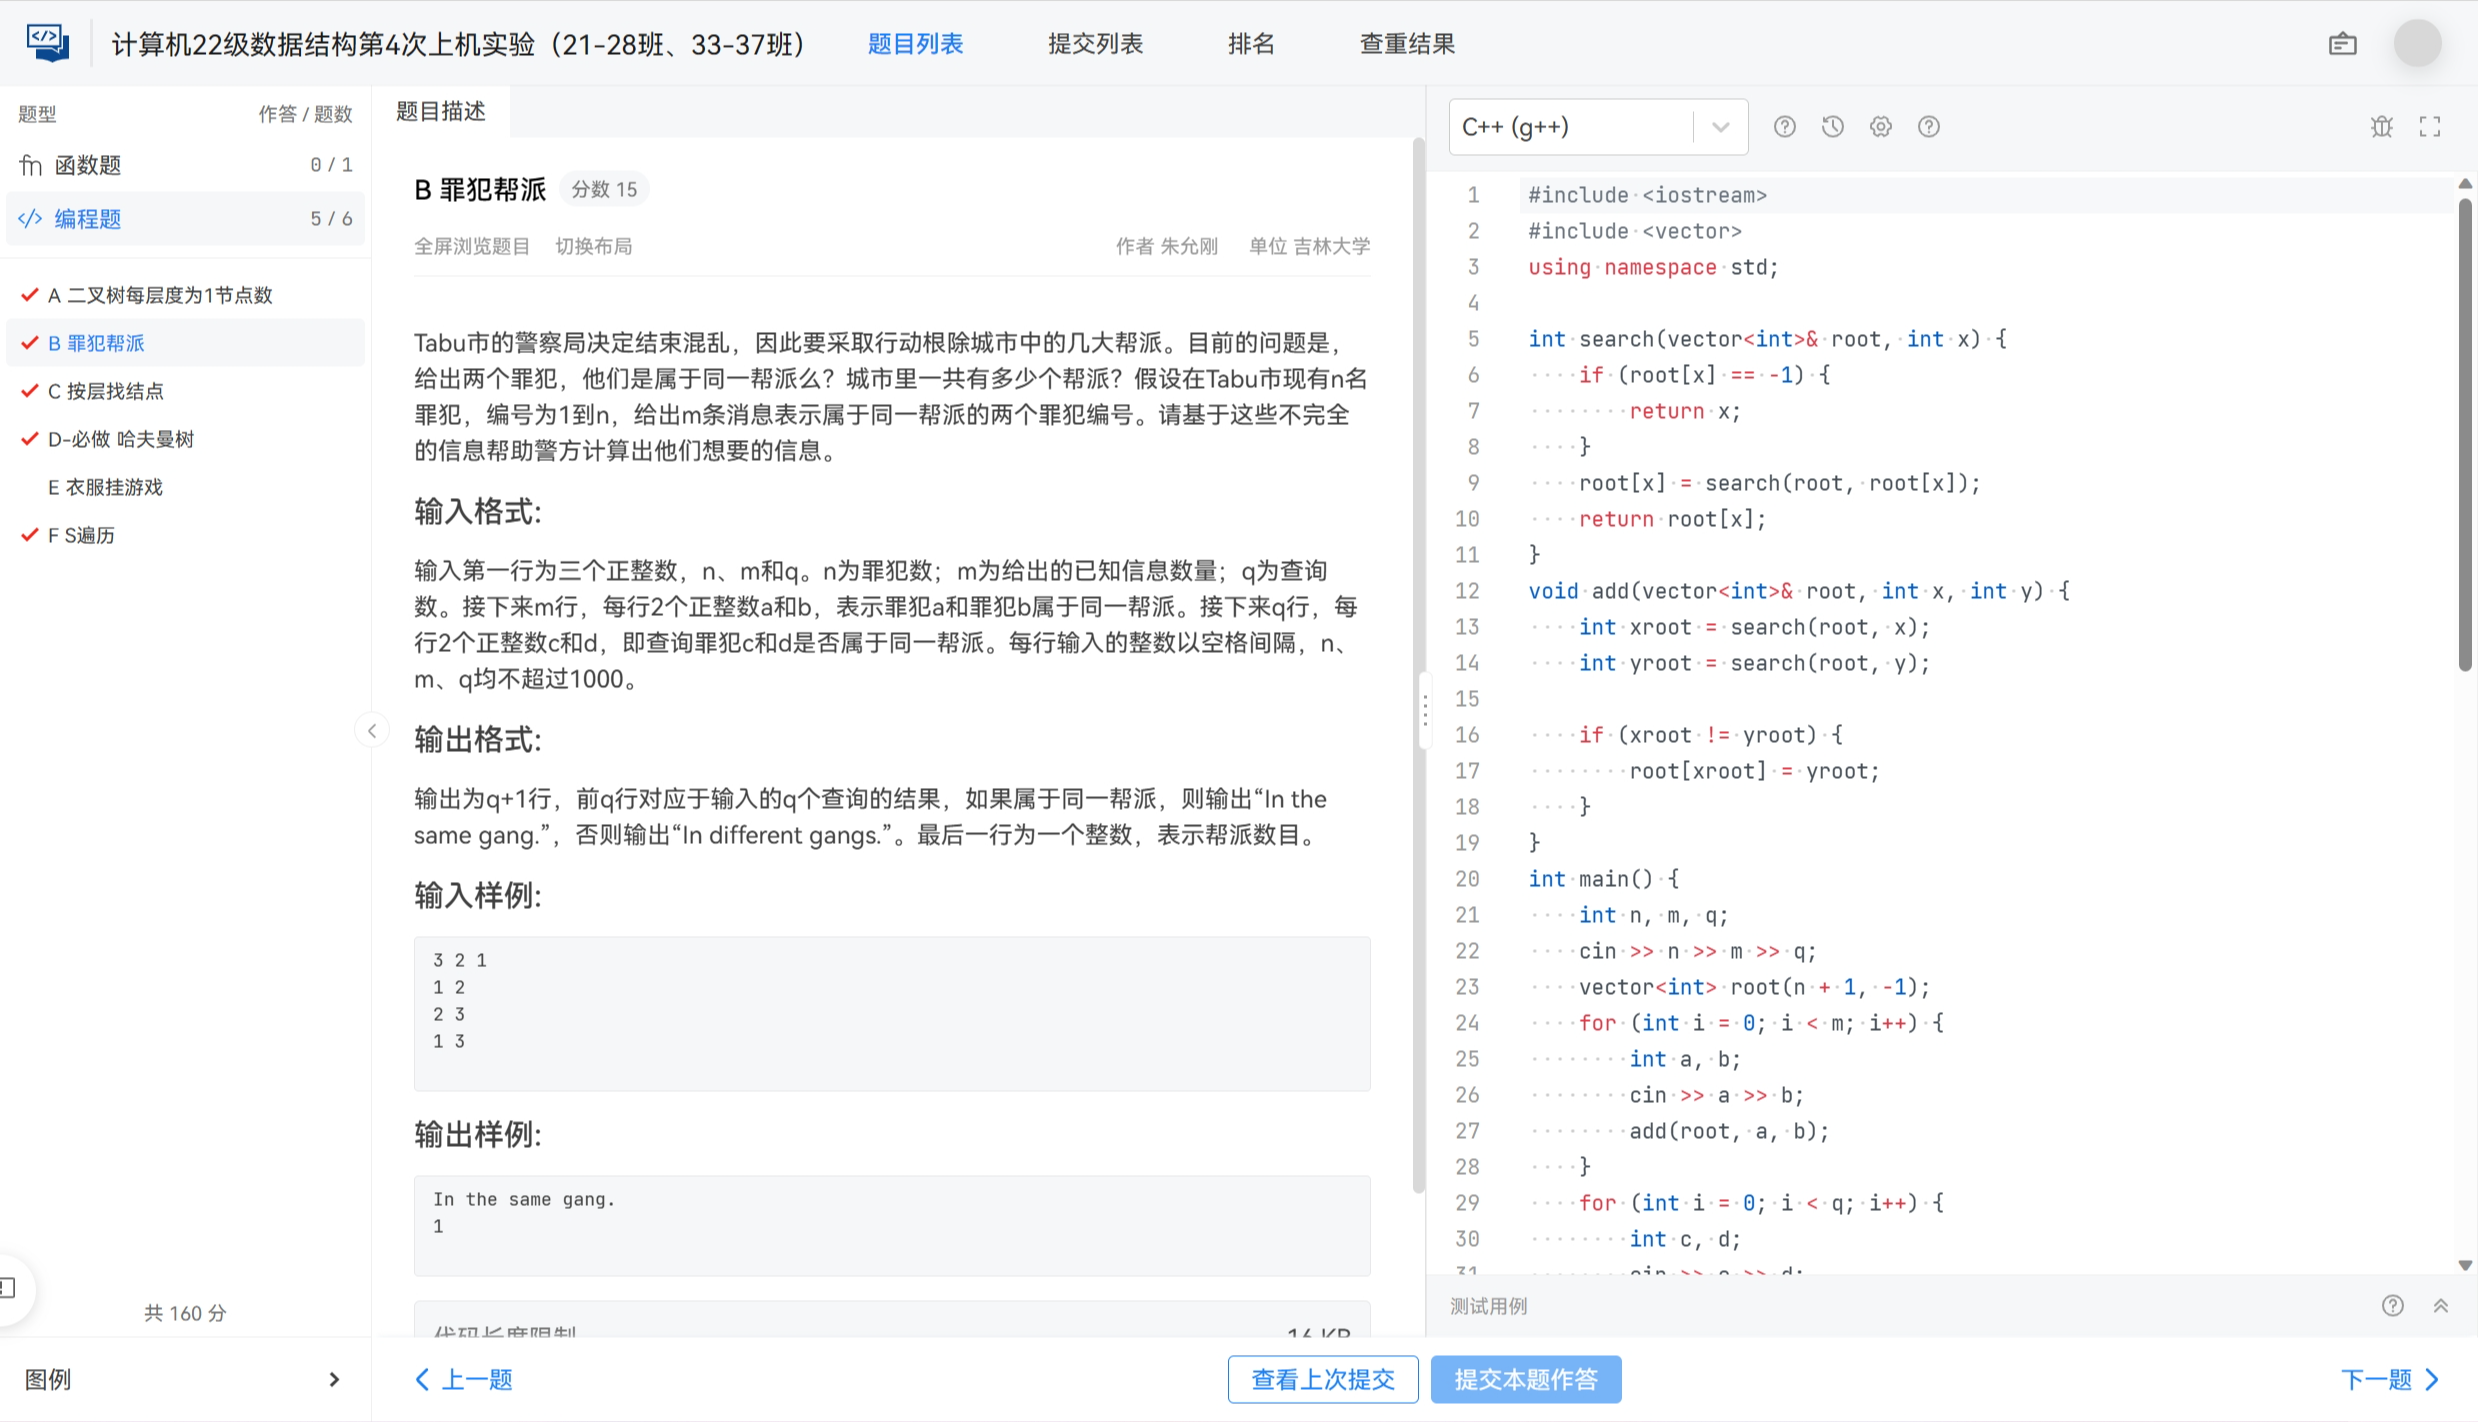 计算机22级数据结构第4次上机实验（21-28班、33-37班）
题目列表
提交列表
排名
查重结果
题型
作答 / 题数
函数题
0 / 1
编程题
5 / 6
A 二叉树每层度为1节点数
B 罪犯帮派
C 按层找结点
D-必做 哈夫曼树
E 衣服挂游戏
F S遍历
共 160 分
图例
题目描述
B 罪犯帮派
分数 15
全屏浏览题目
切换布局
作者 朱允刚
单位 吉林大学
Tabu市的警察局决定结束混乱，因此要采取行动根除城市中的几大帮派。目前的问题是，
给出两个罪犯，他们是属于同一帮派么？城市里一共有多少个帮派？假设在Tabu市现有n名
罪犯，编号为1到n，给出m条消息表示属于同一帮派的两个罪犯编号。请基于这些不完全
的信息帮助警方计算出他们想要的信息。
输入格式:
输入第一行为三个正整数，n、m和q。n为罪犯数；m为给出的已知信息数量；q为查询
数。接下来m行，每行2个正整数a和b，表示罪犯a和罪犯b属于同一帮派。接下来q行，每
行2个正整数c和d，即查询罪犯c和d是否属于同一帮派。每行输入的整数以空格间隔，n、
m、q均不超过1000。
输出格式:
输出为q+1行，前q行对应于输入的q个查询的结果，如果属于同一帮派，则输出“In the
same gang.”，否则输出“In different gangs.”。最后一行为一个整数，表示帮派数目。
输入样例:
3 2 1
1 2
2 3
1 3
输出样例:
In the same gang.
1
代码长度限制
16 KB
上一题
查看上次提交
提交本题作答
下一题
C++ (g++)
1 #include <iostream>
2 #include <vector>
3 using namespace std;
4
5 int search(vector<int>& root, int x) {
6     if (root[x] == -1) {
7         return x;
8     }
9     root[x] = search(root, root[x]);
10     return root[x];
11 }
12 void add(vector<int>& root, int x, int y) {
13     int xroot = search(root, x);
14     int yroot = search(root, y);
15
16     if (xroot != yroot) {
17         root[xroot] = yroot;
18     }
19 }
20 int main() {
21     int n, m, q;
22     cin >> n >> m >> q;
23     vector<int> root(n + 1, -1);
24     for (int i = 0; i < m; i++) {
25         int a, b;
26         cin >> a >> b;
27         add(root, a, b);
28     }
29     for (int i = 0; i < q; i++) {
30         int c, d;
31         cin >> c >> d;
测试用例